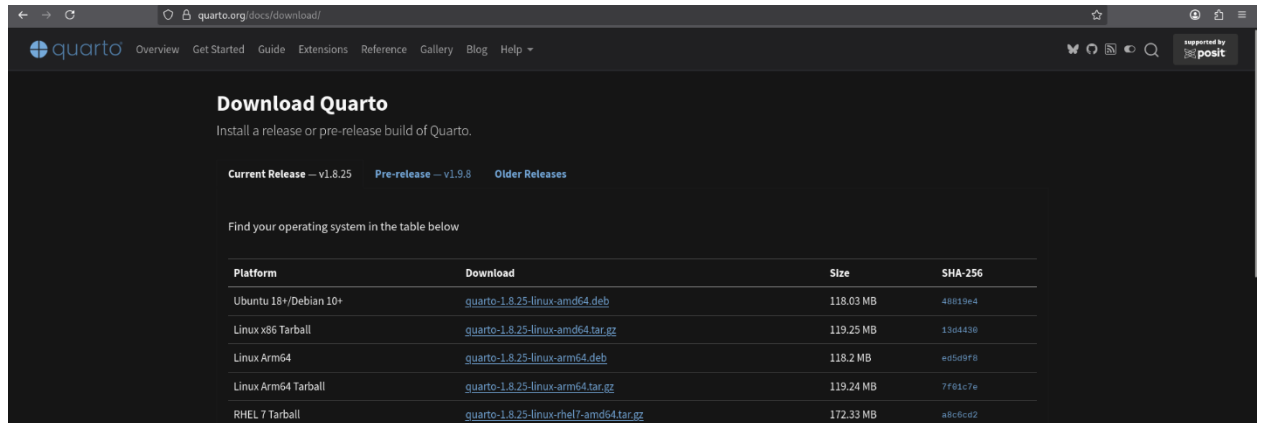 quarto.org/docs/download/
quarto Overview Get Started Guide Extensions Reference Gallery Blog Help
supported by
posit
Download Quarto
Install a release or pre-release build of Quarto.
Current Release — v1.8.25 Pre-release — v1.9.8 Older Releases
Find your operating system in the table below
Platform Download Size SHA-256
Ubuntu 18+/Debian 10+ quarto-1.8.25-linux-amd64.deb 118.03 MB 48819e4
Linux x86 Tarball quarto-1.8.25-linux-amd64.tar.gz 119.25 MB 13d4430
Linux Arm64 quarto-1.8.25-linux-arm64.deb 118.2 MB ed5d9f8
Linux Arm64 Tarball quarto-1.8.25-linux-arm64.tar.gz 119.24 MB 7f01c7e
RHEL 7 Tarball quarto-1.8.25-linux-rhel7-amd64.tar.gz 172.33 MB a8c6cd2